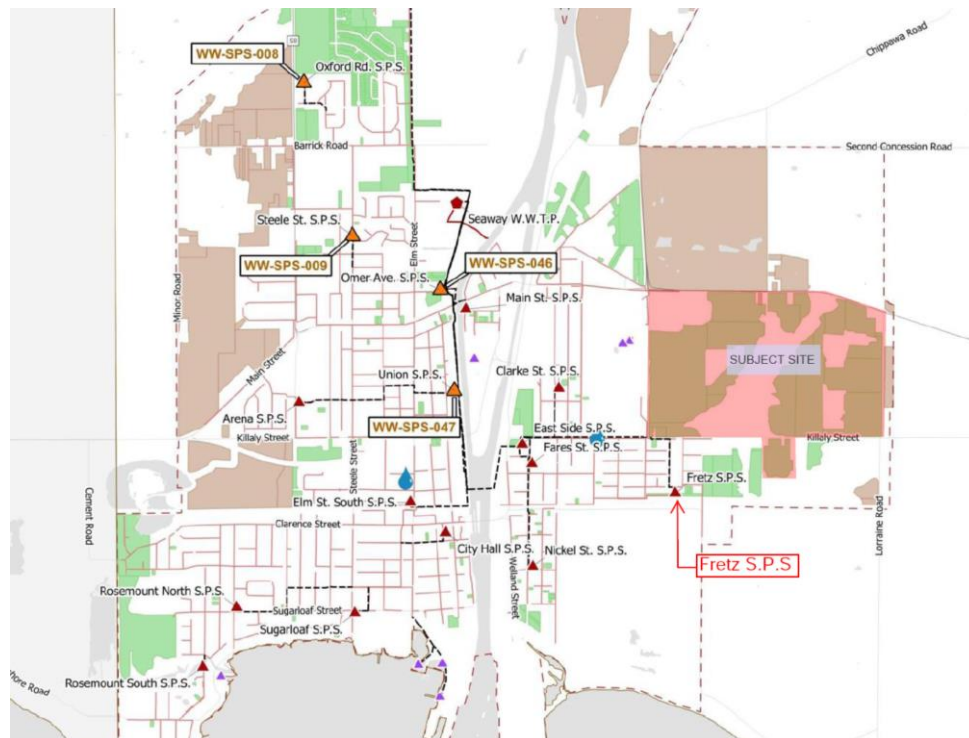 WW-SPS-008
58
Oxford Rd. S.P.S.
Chippawa Road
Barrick Road
Second Concession Road
Steele St. S.P.S.
Elm Street
Seaway W.W.T.P.
WW-SPS-009
WW-SPS-046
Omer Ave. S.P.S.
Minor Road
Main St. S.P.S.
Main Street
Union S.P.S.
Clarke St. S.P.S.
SUBJECT SITE
Arena S.P.S.
WW-SPS-047
East Side S.P.S.
Killaly Street
Killaly Street
Fares St. S.P.S.
Steele Street
Fretz S.P.S.
Elm St. South S.P.S.
Cement Road
Clarence Street
Lorraine Road
City Hall S.P.S.
Nickel St. S.P.S.
Welland Street
Fretz S.P.S
Rosemount North S.P.S.
Sugarloaf Street
Sugarloaf S.P.S.
Rosemount South S.P.S.
hore Road